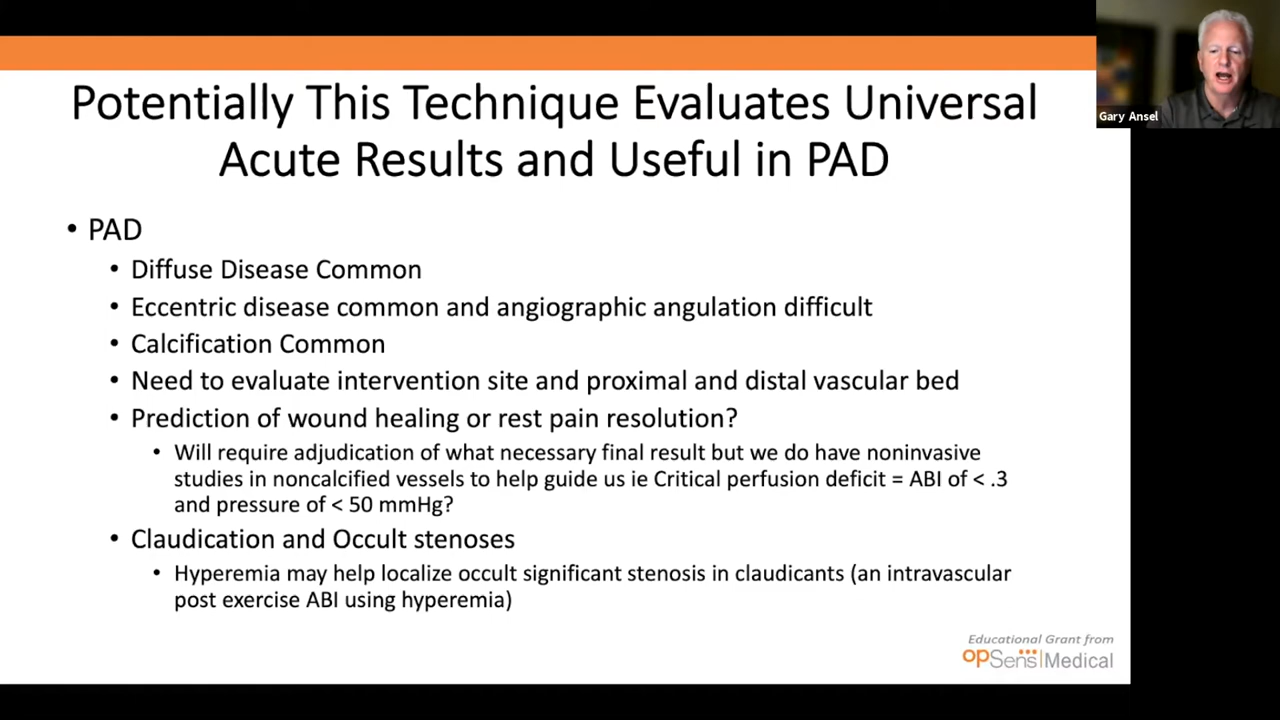 Potentially This Technique Evaluates Universal
Acute Results and Useful in PAD
Gary Ansel
• PAD
• Diffuse Disease Common
• Eccentric disease common and angiographic angulation difficult
• Calcification Common
• Need to evaluate intervention site and proximal and distal vascular bed
• Prediction of wound healing or rest pain resolution?
• Will require adjudication of what necessary final result but we do have noninvasive
studies in noncalcified vessels to help guide us ie Critical perfusion deficit = ABI of < .3
and pressure of < 50 mmHg?
• Claudication and Occult stenoses
• Hyperemia may help localize occult significant stenosis in claudicants (an intravascular
post exercise ABI using hyperemia)
Educational Grant from
opSens|Medical